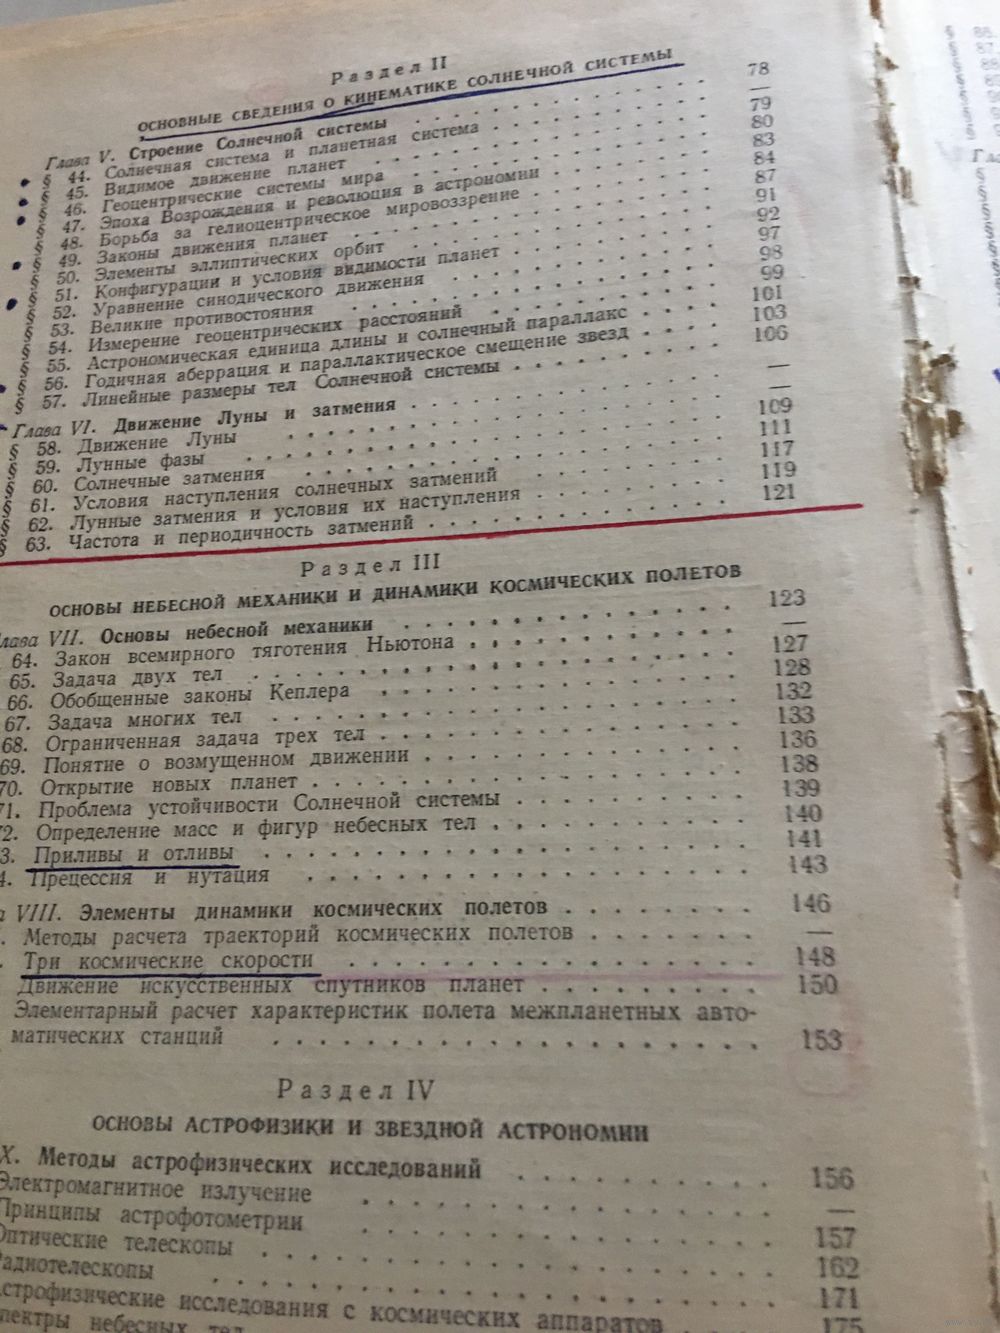 Раздел II
ОСНОВНЫЕ СВЕДЕНИЯ О КИНЕМАТИКЕ СОЛНЕЧНОЙ СИСТЕМЫ
Глава V. Строение Солнечной системы . . . . . . . . . . . . 78
§ 44. Солнечная система и планетная система . . . . . . . . —
§ 45. Видимое движение планет . . . . . . . . . . . . 79
§ 46. Геоцентрические системы мира . . . . . . . . . . . 80
§ 47. Эпоха Возрождения и революция в астрономии . . . . . . 83
§ 48. Борьба за гелиоцентрическое мировоззрение . . . . . . . 84
§ 49. Законы движения планет . . . . . . . . . . . . 87
§ 50. Элементы эллиптических орбит . . . . . . . . . . . 91
§ 51. Конфигурации и условия видимости планет . . . . . . . 92
§ 52. Уравнение синодического движения . . . . . . . . . 97
§ 53. Великие противостояния . . . . . . . . . . . . 98
§ 54. Измерение геоцентрических расстояний . . . . . . . . 99
§ 55. Астрономическая единица длины и солнечный параллакс . . . . 101
§ 56. Годичная аберрация и параллактическое смещение звезд . . . . 103
§ 57. Линейные размеры тел Солнечной системы . . . . . . . . 106
Глава VI. Движение Луны и затмения . . . . . . . . . . . —
§ 58. Движение Луны . . . . . . . . . . . . . . —
§ 59. Лунные фазы . . . . . . . . . . . . . . . 109
§ 60. Солнечные затмения . . . . . . . . . . . . . 111
§ 61. Условия наступления солнечных затмений . . . . . . . 117
§ 62. Лунные затмения и условия их наступления . . . . . . . 119
§ 63. Частота и периодичность затмений . . . . . . . . . . 121
Раздел III
ОСНОВЫ НЕБЕСНОЙ МЕХАНИКИ И ДИНАМИКИ КОСМИЧЕСКИХ ПОЛЕТОВ
лава VII. Основы небесной механики . . . . . . . . . . . . 123
64. Закон всемирного тяготения Ньютона . . . . . . . . . —
65. Задача двух тел . . . . . . . . . . . . . . . 127
66. Обобщенные законы Кеплера . . . . . . . . . . . . 128
67. Задача многих тел . . . . . . . . . . . . . . 132
68. Ограниченная задача трех тел . . . . . . . . . . . . 133
69. Понятие о возмущенном движении . . . . . . . . . . 136
70. Открытие новых планет . . . . . . . . . . . . . 138
71. Проблема устойчивости Солнечной системы . . . . . . . 139
72. Определение масс и фигур небесных тел . . . . . . . . 140
3. Приливы и отливы . . . . . . . . . . . . . . 141
4. Прецессия и нутация . . . . . . . . . . . . . 143
а VIII. Элементы динамики космических полетов . . . . . . . 146
. Методы расчета траекторий космических полетов . . . . . . —
. Три космические скорости . . . . . . . . . . . . 148
Движение искусственных спутников планет . . . . . . . . 150
Элементарный расчет характеристик полета межпланетных авто-
матических станций . . . . . . . . . . . . . . . 153
Раздел IV
ОСНОВЫ АСТРОФИЗИКИ И ЗВЕЗДНОЙ АСТРОНОМИИ
X. Методы астрофизических исследований . . . . . . . . . 156
Электромагнитное излучение . . . . . . . . . . . . —
Принципы астрофотометрии . . . . . . . . . . . . 157
Оптические телескопы . . . . . . . . . . . . . . 162
Радиотелескопы . . . . . . . . . . . . . . . . 171
строфизические исследования с космических аппаратов . . . . 175
пектры небесных тел